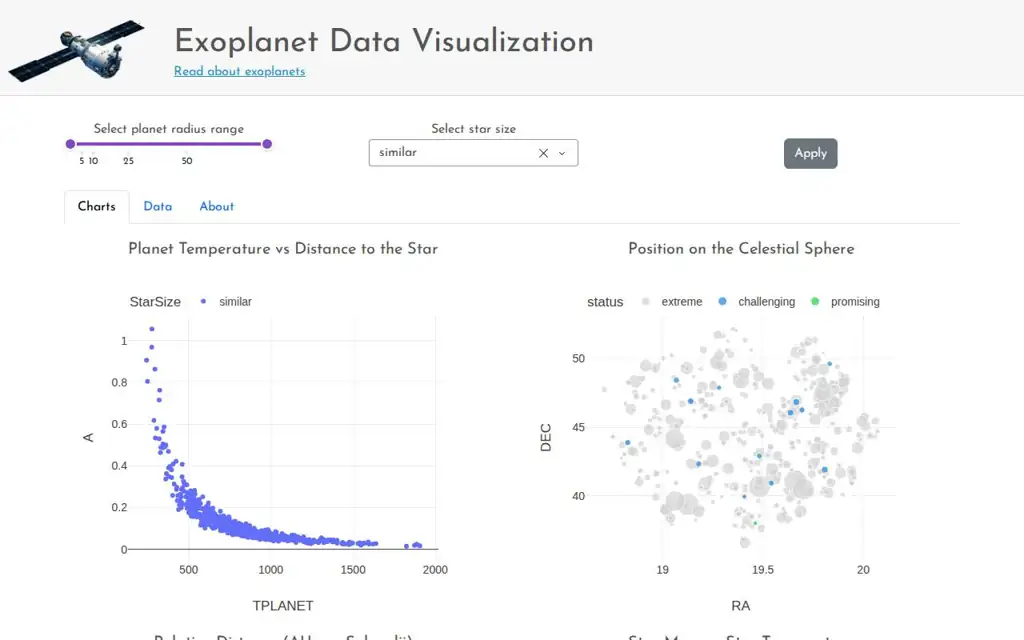 Exoplanet Data Visualization
Read about exoplanets
Select planet radius range
5 10 25 50
Select star size
similar
Apply
Charts Data About
Planet Temperature vs Distance to the Star
StarSize similar
1
0.8
0.6
0.4
0.2
0
A
500 1000 1500 2000
TPLANET
Position on the Celestial Sphere
status extreme challenging promising
50
45
40
DEC
19 19.5 20
RA